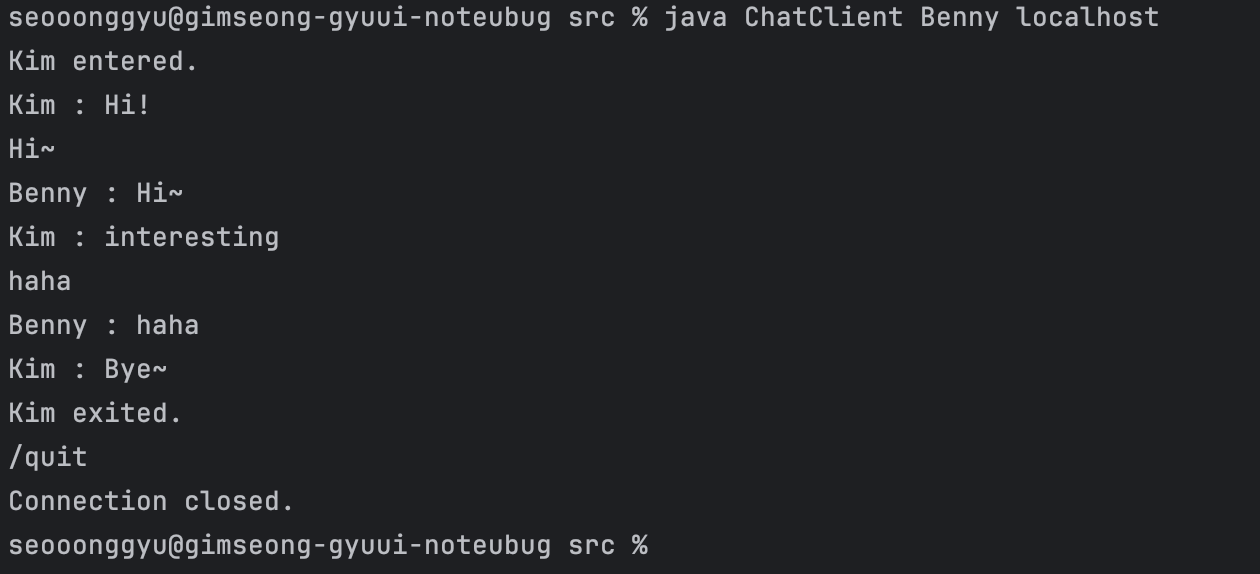 seooonggyu@gimseong-gyuui-noteubug src % java ChatClient Benny localhost
Kim entered.
Kim : Hi!
Hi~
Benny : Hi~
Kim : interesting
haha
Benny : haha
Kim : Bye~
Kim exited.
/quit
Connection closed.
seooonggyu@gimseong-gyuui-noteubug src %